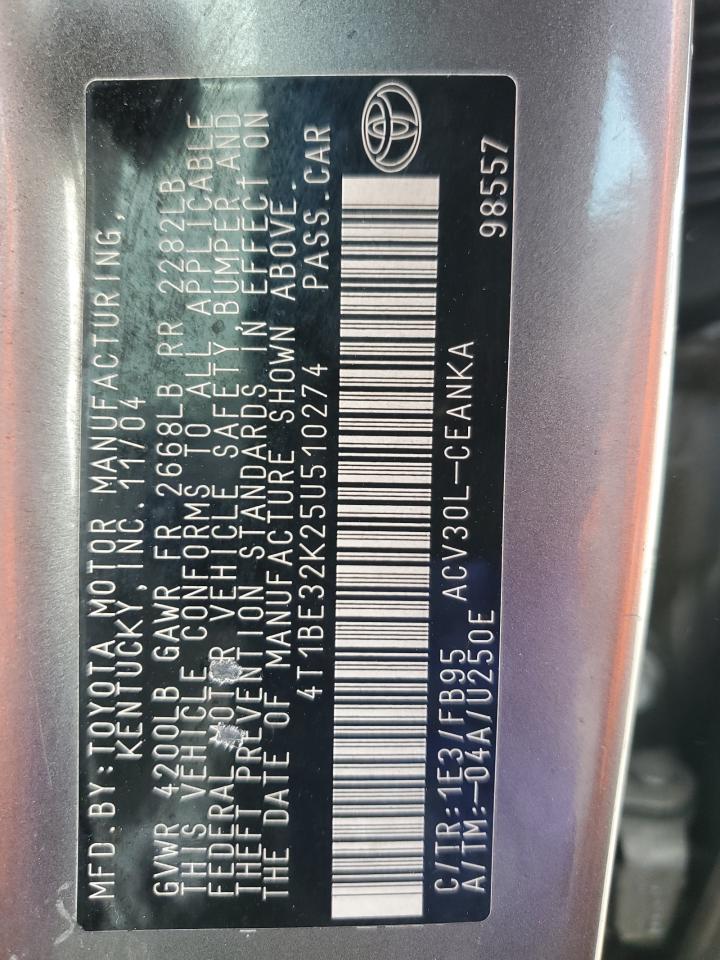 MFD.BY:TOYOTA MOTOR MANUFACTURING,
KENTUCKY,INC. 11/04
GVWR 4200LB GAWR FR 2668LB RR 2282LB
THIS VEHICLE CONFORMS TO ALL APPLICABLE
FEDERAL MOTOR VEHICLE SAFETY,BUMPER AND
THEFT PREVENTION STANDARDS IN EFFECT ON
THE DATE OF MANUFACTURE SHOWN ABOVE.
4T1BE32K25U510274 PASS.CAR
C/TR:1E3/FB95 ACV30L-CEANKA 98557
A/TM:-04A/U250E